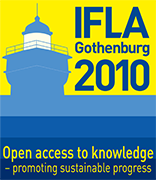 IFLA
Gothenburg
2010
Open access to knowledge
– promoting sustainable progress